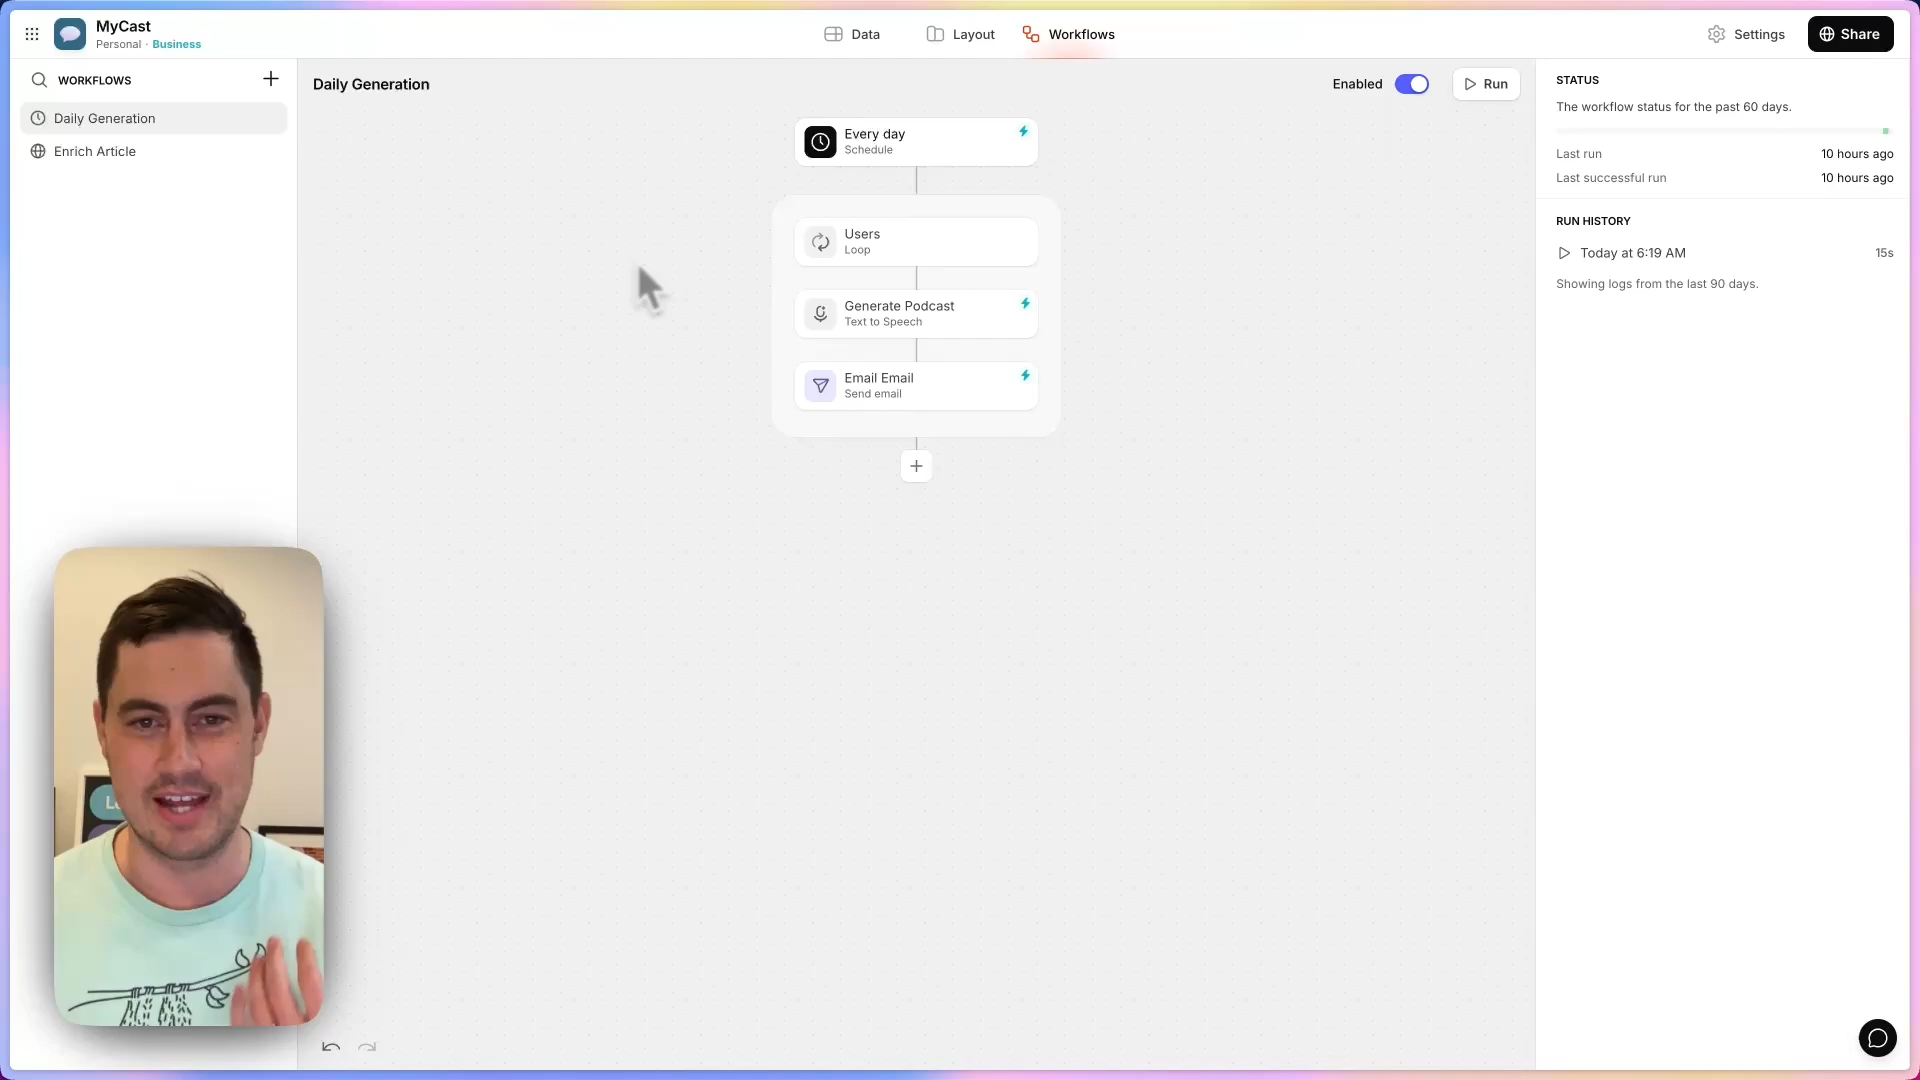 MyCast
Personal · Business
Data
Layout
Workflows
Settings
Share
WORKFLOWS
Daily Generation
Enrich Article
Daily Generation
Enabled
Run
Every day
Schedule
Users
Loop
Generate Podcast
Text to Speech
Email Email
Send email
STATUS
The workflow status for the past 60 days.
Last run 10 hours ago
Last successful run 10 hours ago
RUN HISTORY
Today at 6:19 AM 15s
Showing logs from the last 90 days.